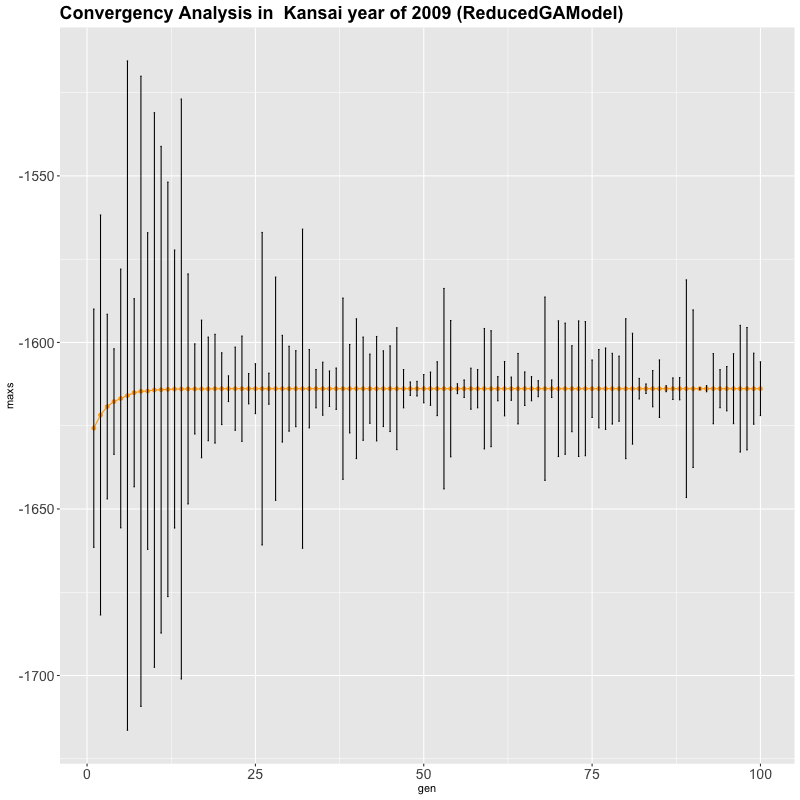 Convergency Analysis in  Kansai year of 2009 (ReducedGAModel)
maxs
-1550
-1600
-1650
-1700
0 25 50 75 100
gen